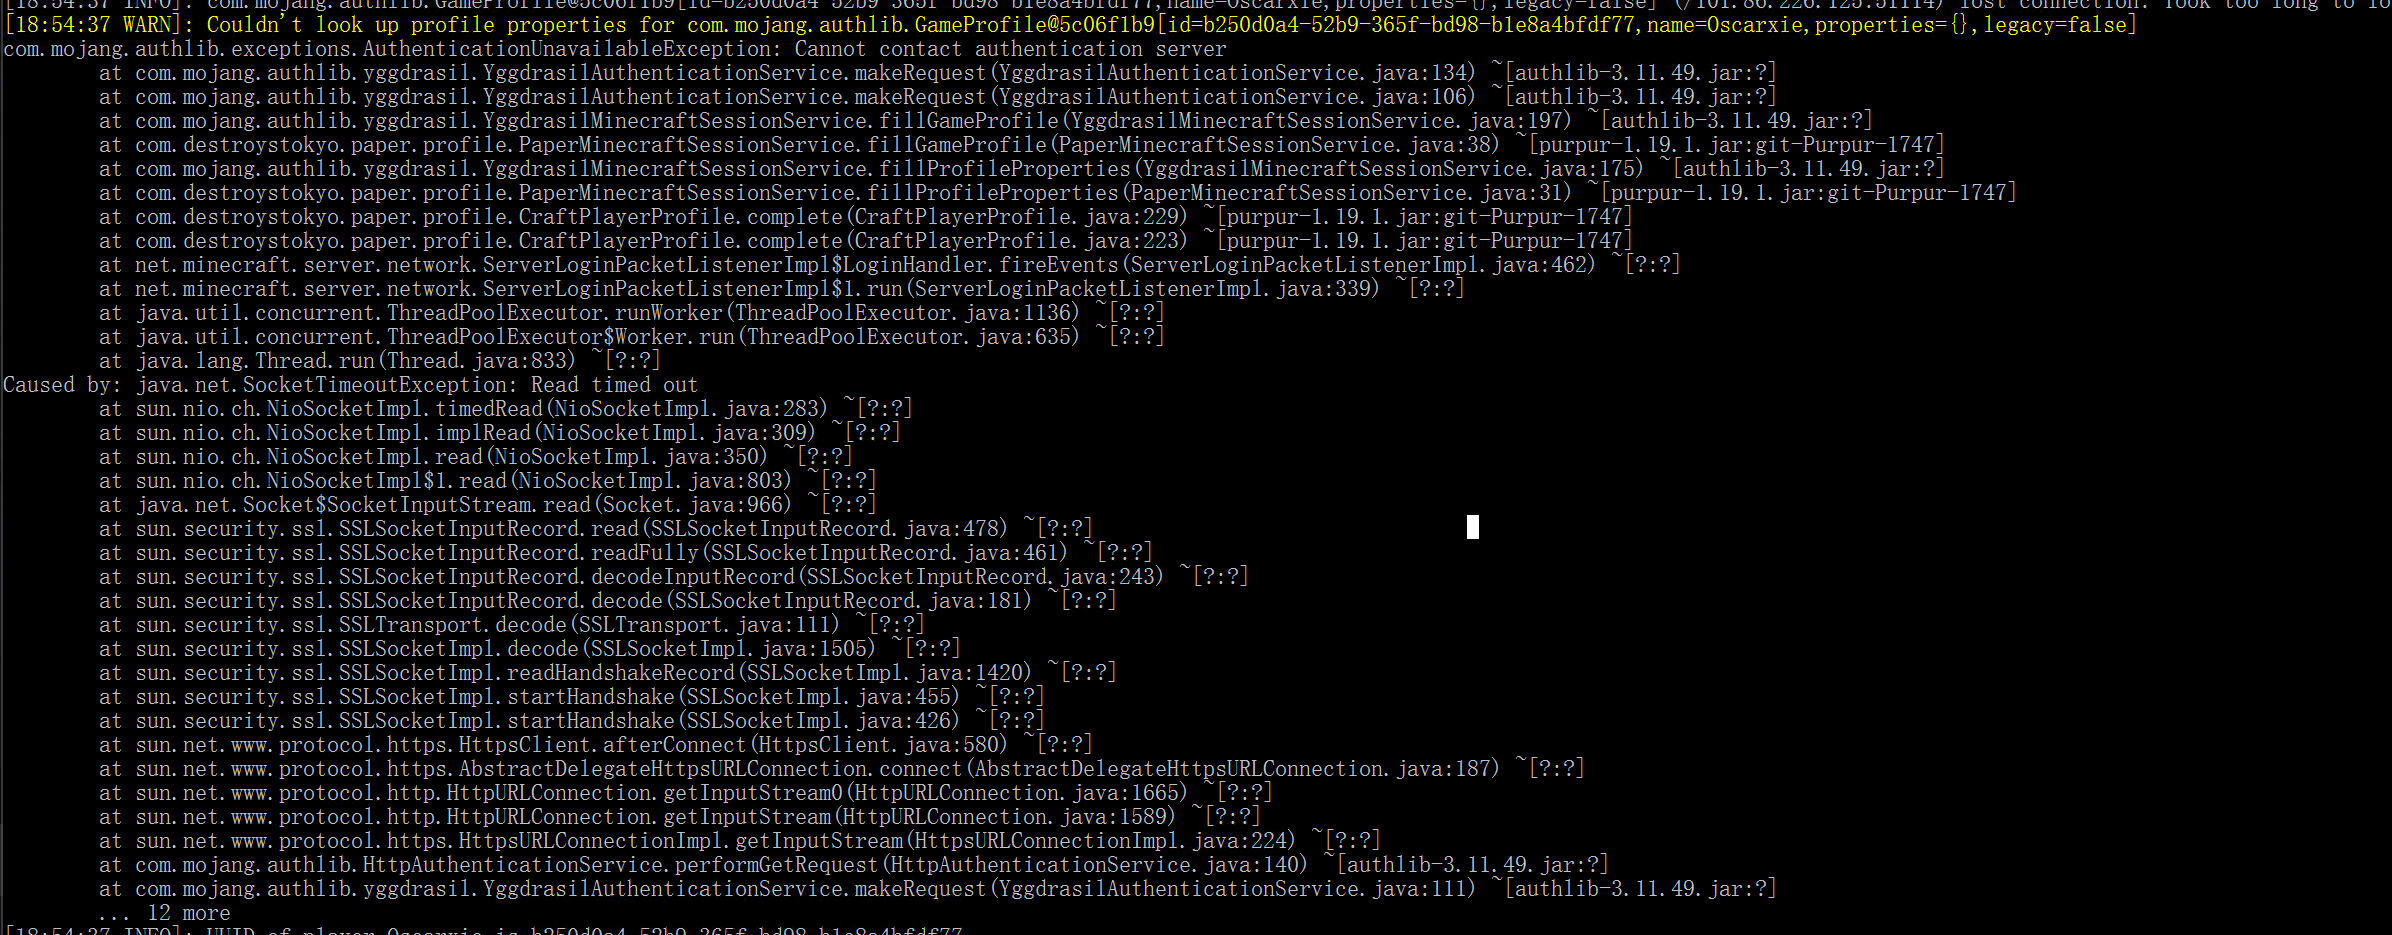 [18:54:37 INFO]: com.mojang.authlib.GameProfile@5c06f1b9[id=b250d0a4-52b9-365f-bd98-b1e8a4bfdf77,name=Oscarxie,properties={},legacy=false] (/101.86.226.125:51114) lost connection: Took too long to lo
[18:54:37 WARN]: Couldn't look up profile properties for com.mojang.authlib.GameProfile@5c06f1b9[id=b250d0a4-52b9-365f-bd98-b1e8a4bfdf77,name=Oscarxie,properties={},legacy=false]
com.mojang.authlib.exceptions.AuthenticationUnavailableException: Cannot contact authentication server
at com.mojang.authlib.yggdrasil.YggdrasilAuthenticationService.makeRequest(YggdrasilAuthenticationService.java:134) ~[authlib-3.11.49.jar:?]
at com.mojang.authlib.yggdrasil.YggdrasilAuthenticationService.makeRequest(YggdrasilAuthenticationService.java:106) ~[authlib-3.11.49.jar:?]
at com.mojang.authlib.yggdrasil.YggdrasilMinecraftSessionService.fillGameProfile(YggdrasilMinecraftSessionService.java:197) ~[authlib-3.11.49.jar:?]
at com.destroystokyo.paper.profile.PaperMinecraftSessionService.fillGameProfile(PaperMinecraftSessionService.java:38) ~[purpur-1.19.1.jar:git-Purpur-1747]
at com.mojang.authlib.yggdrasil.YggdrasilMinecraftSessionService.fillProfileProperties(YggdrasilMinecraftSessionService.java:175) ~[authlib-3.11.49.jar:?]
at com.destroystokyo.paper.profile.PaperMinecraftSessionService.fillProfileProperties(PaperMinecraftSessionService.java:31) ~[purpur-1.19.1.jar:git-Purpur-1747]
at com.destroystokyo.paper.profile.CraftPlayerProfile.complete(CraftPlayerProfile.java:229) ~[purpur-1.19.1.jar:git-Purpur-1747]
at com.destroystokyo.paper.profile.CraftPlayerProfile.complete(CraftPlayerProfile.java:223) ~[purpur-1.19.1.jar:git-Purpur-1747]
at net.minecraft.server.network.ServerLoginPacketListenerImpl$LoginHandler.fireEvents(ServerLoginPacketListenerImpl.java:462) ~[?:?]
at net.minecraft.server.network.ServerLoginPacketListenerImpl$1.run(ServerLoginPacketListenerImpl.java:339) ~[?:?]
at java.util.concurrent.ThreadPoolExecutor.runWorker(ThreadPoolExecutor.java:1136) ~[?:?]
at java.util.concurrent.ThreadPoolExecutor$Worker.run(ThreadPoolExecutor.java:635) ~[?:?]
at java.lang.Thread.run(Thread.java:833) ~[?:?]
Caused by: java.net.SocketTimeoutException: Read timed out
at sun.nio.ch.NioSocketImpl.timedRead(NioSocketImpl.java:283) ~[?:?]
at sun.nio.ch.NioSocketImpl.implRead(NioSocketImpl.java:309) ~[?:?]
at sun.nio.ch.NioSocketImpl.read(NioSocketImpl.java:350) ~[?:?]
at sun.nio.ch.NioSocketImpl$1.read(NioSocketImpl.java:803) ~[?:?]
at java.net.Socket$SocketInputStream.read(Socket.java:966) ~[?:?]
at sun.security.ssl.SSLSocketInputRecord.read(SSLSocketInputRecord.java:478) ~[?:?]
at sun.security.ssl.SSLSocketInputRecord.readFully(SSLSocketInputRecord.java:461) ~[?:?]
at sun.security.ssl.SSLSocketInputRecord.decodeInputRecord(SSLSocketInputRecord.java:243) ~[?:?]
at sun.security.ssl.SSLSocketInputRecord.decode(SSLSocketInputRecord.java:181) ~[?:?]
at sun.security.ssl.SSLTransport.decode(SSLTransport.java:111) ~[?:?]
at sun.security.ssl.SSLSocketImpl.decode(SSLSocketImpl.java:1505) ~[?:?]
at sun.security.ssl.SSLSocketImpl.readHandshakeRecord(SSLSocketImpl.java:1420) ~[?:?]
at sun.security.ssl.SSLSocketImpl.startHandshake(SSLSocketImpl.java:455) ~[?:?]
at sun.security.ssl.SSLSocketImpl.startHandshake(SSLSocketImpl.java:426) ~[?:?]
at sun.net.www.protocol.https.HttpsClient.afterConnect(HttpsClient.java:580) ~[?:?]
at sun.net.www.protocol.https.AbstractDelegateHttpsURLConnection.connect(AbstractDelegateHttpsURLConnection.java:187) ~[?:?]
at sun.net.www.protocol.http.HttpURLConnection.getInputStream0(HttpURLConnection.java:1665) ~[?:?]
at sun.net.www.protocol.http.HttpURLConnection.getInputStream(HttpURLConnection.java:1589) ~[?:?]
at sun.net.www.protocol.https.HttpsURLConnectionImpl.getInputStream(HttpsURLConnectionImpl.java:224) ~[?:?]
at com.mojang.authlib.HttpAuthenticationService.performGetRequest(HttpAuthenticationService.java:140) ~[authlib-3.11.49.jar:?]
at com.mojang.authlib.yggdrasil.YggdrasilAuthenticationService.makeRequest(YggdrasilAuthenticationService.java:111) ~[authlib-3.11.49.jar:?]
... 12 more
[18:54:37 INFO]: UUID of player Oscarxie is b250d0a4-52b9-365f-bd98-b1e8a4bfdf77